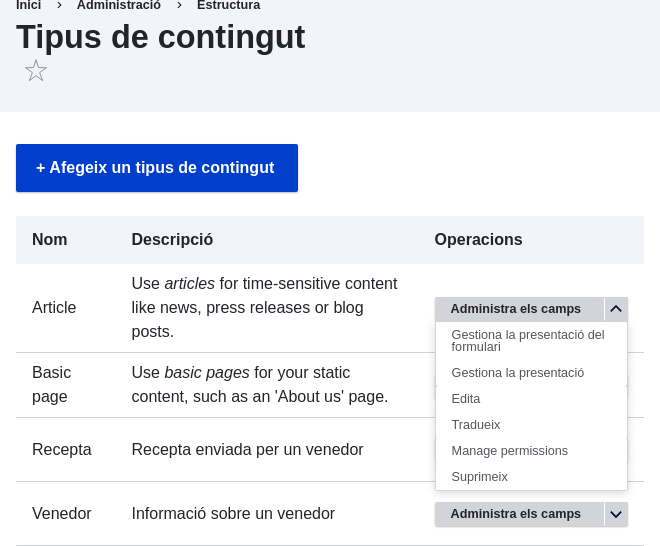 Inici > Administració > Estructura
Tipus de contingut
+ Afegeix un tipus de contingut
Nom Descripció Operacions
Article
Use articles for time-sensitive content
like news, press releases or blog
posts.
Administra els camps
Gestiona la presentació del
formulari
Gestiona la presentació
Edita
Tradueix
Manage permissions
Suprimeix
Basic
page
Use basic pages for your static
content, such as an 'About us' page.
Recepta Recepta enviada per un venedor
Venedor Informació sobre un venedor Administra els camps